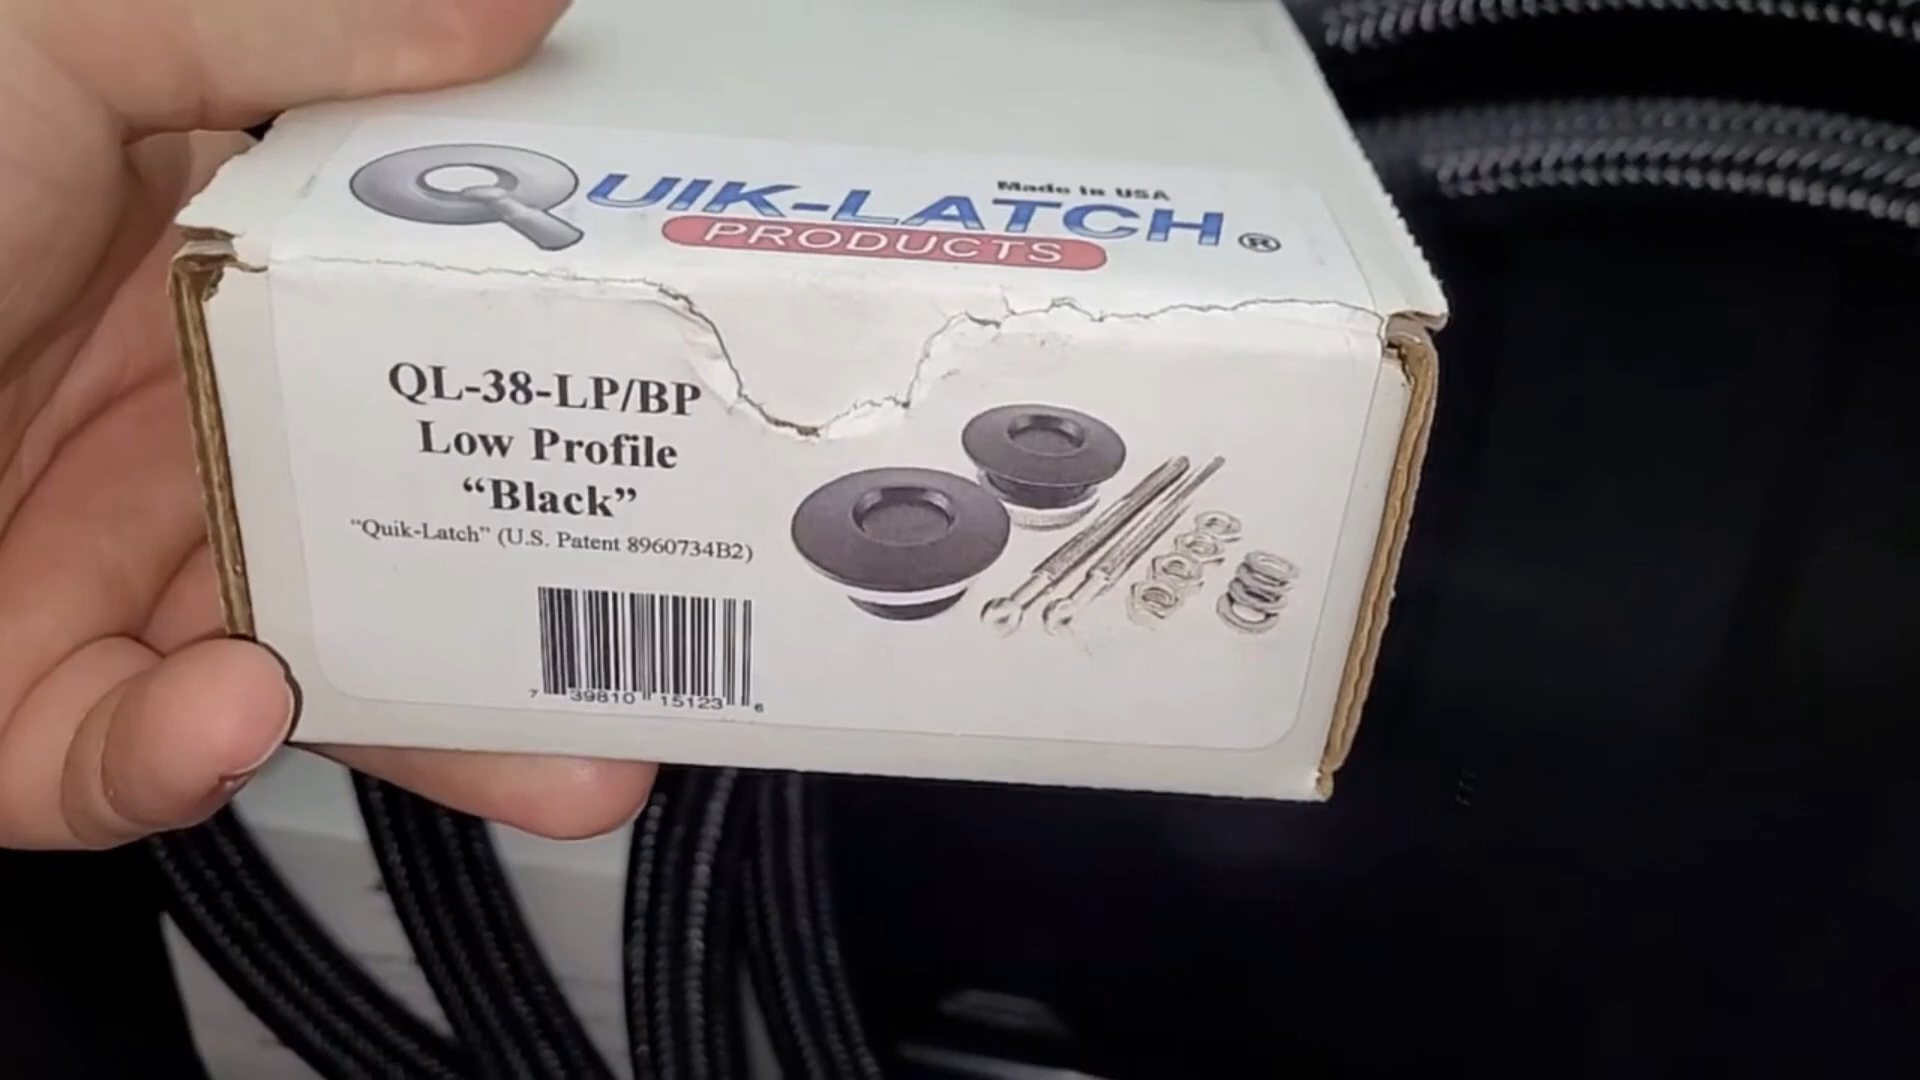 Made In USA
QUIK-LATCH®
PRODUCTS
QL-38-LP/BP
Low Profile
“Black”
“Quik-Latch” (U.S. Patent 8960734B2)
7 39810 15123 6